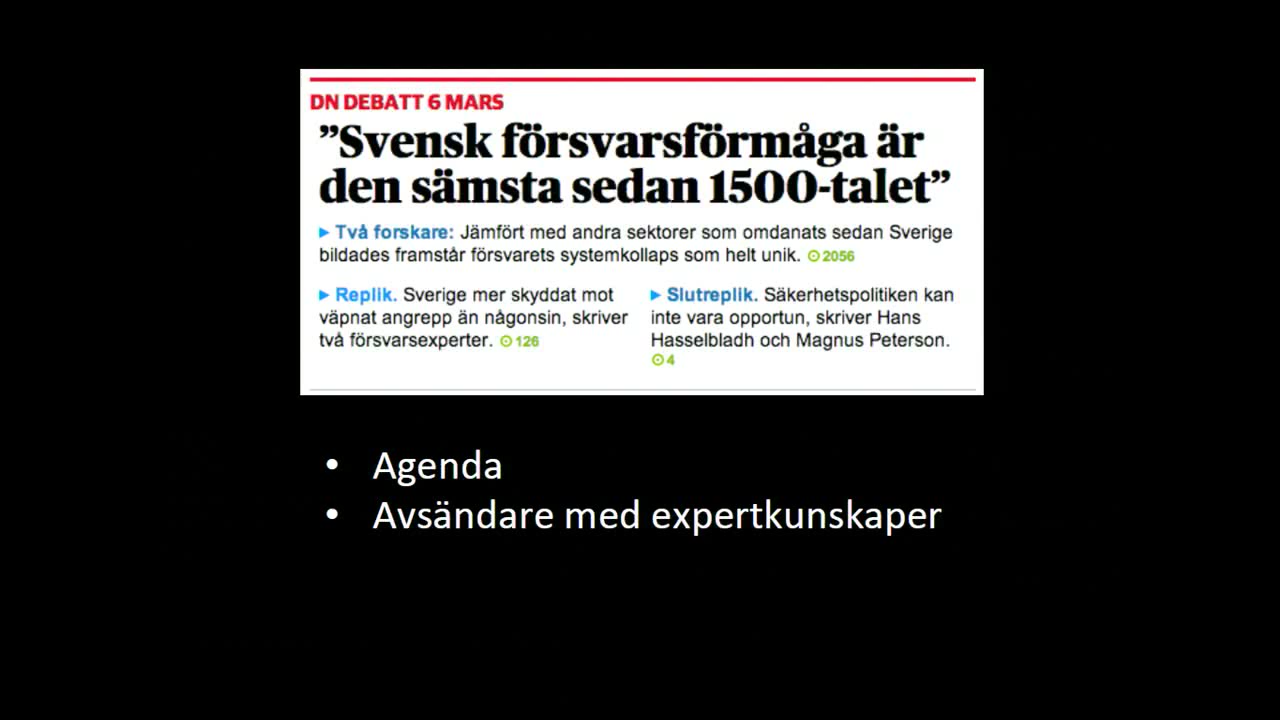 DN DEBATT 6 MARS
”Svensk försvarsförmåga är
den sämsta sedan 1500-talet”
▸ Två forskare: Jämfört med andra sektorer som omdanats sedan Sverige
bildades framstår försvarets systemkollaps som helt unik. 2056
▸ Replik. Sverige mer skyddat mot
väpnat angrepp än någonsin, skriver
två försvarsexperter. 126
▸ Slutreplik. Säkerhetspolitiken kan
inte vara opportun, skriver Hans
Hasselbladh och Magnus Peterson.
4
• Agenda
• Avsändare med expertkunskaper